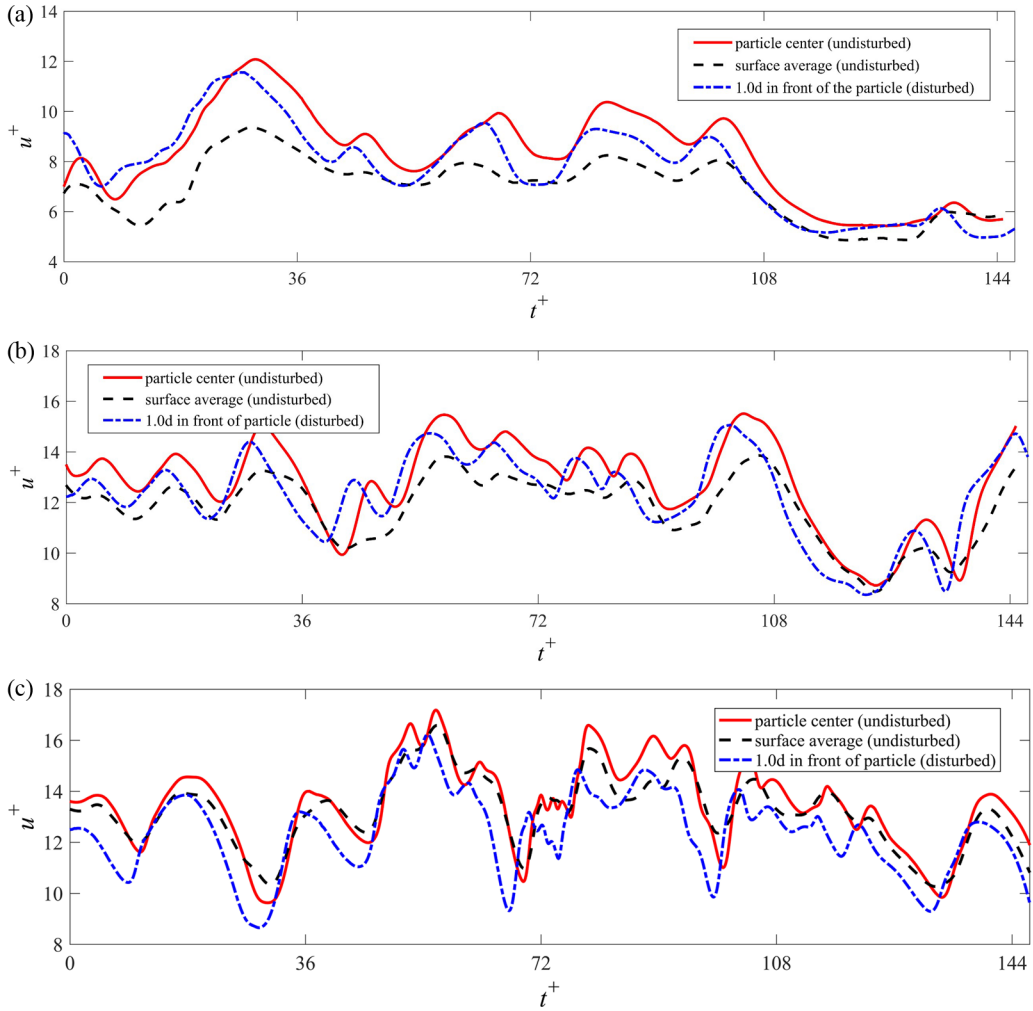 (a)
14
12
10
8
6
4
u+
particle center (undisturbed)
surface average (undisturbed)
1.0d in front of the particle (disturbed)
0 36 72 108 144
t+
(b)
18
16
14
12
10
8
u+
particle center (undisturbed)
surface average (undisturbed)
1.0d in front of particle (disturbed)
0 36 72 108 144
t+
(c)
18
16
14
12
10
8
u+
particle center (undisturbed)
surface average (undisturbed)
1.0d in front of particle (disturbed)
0 36 72 108 144
t+